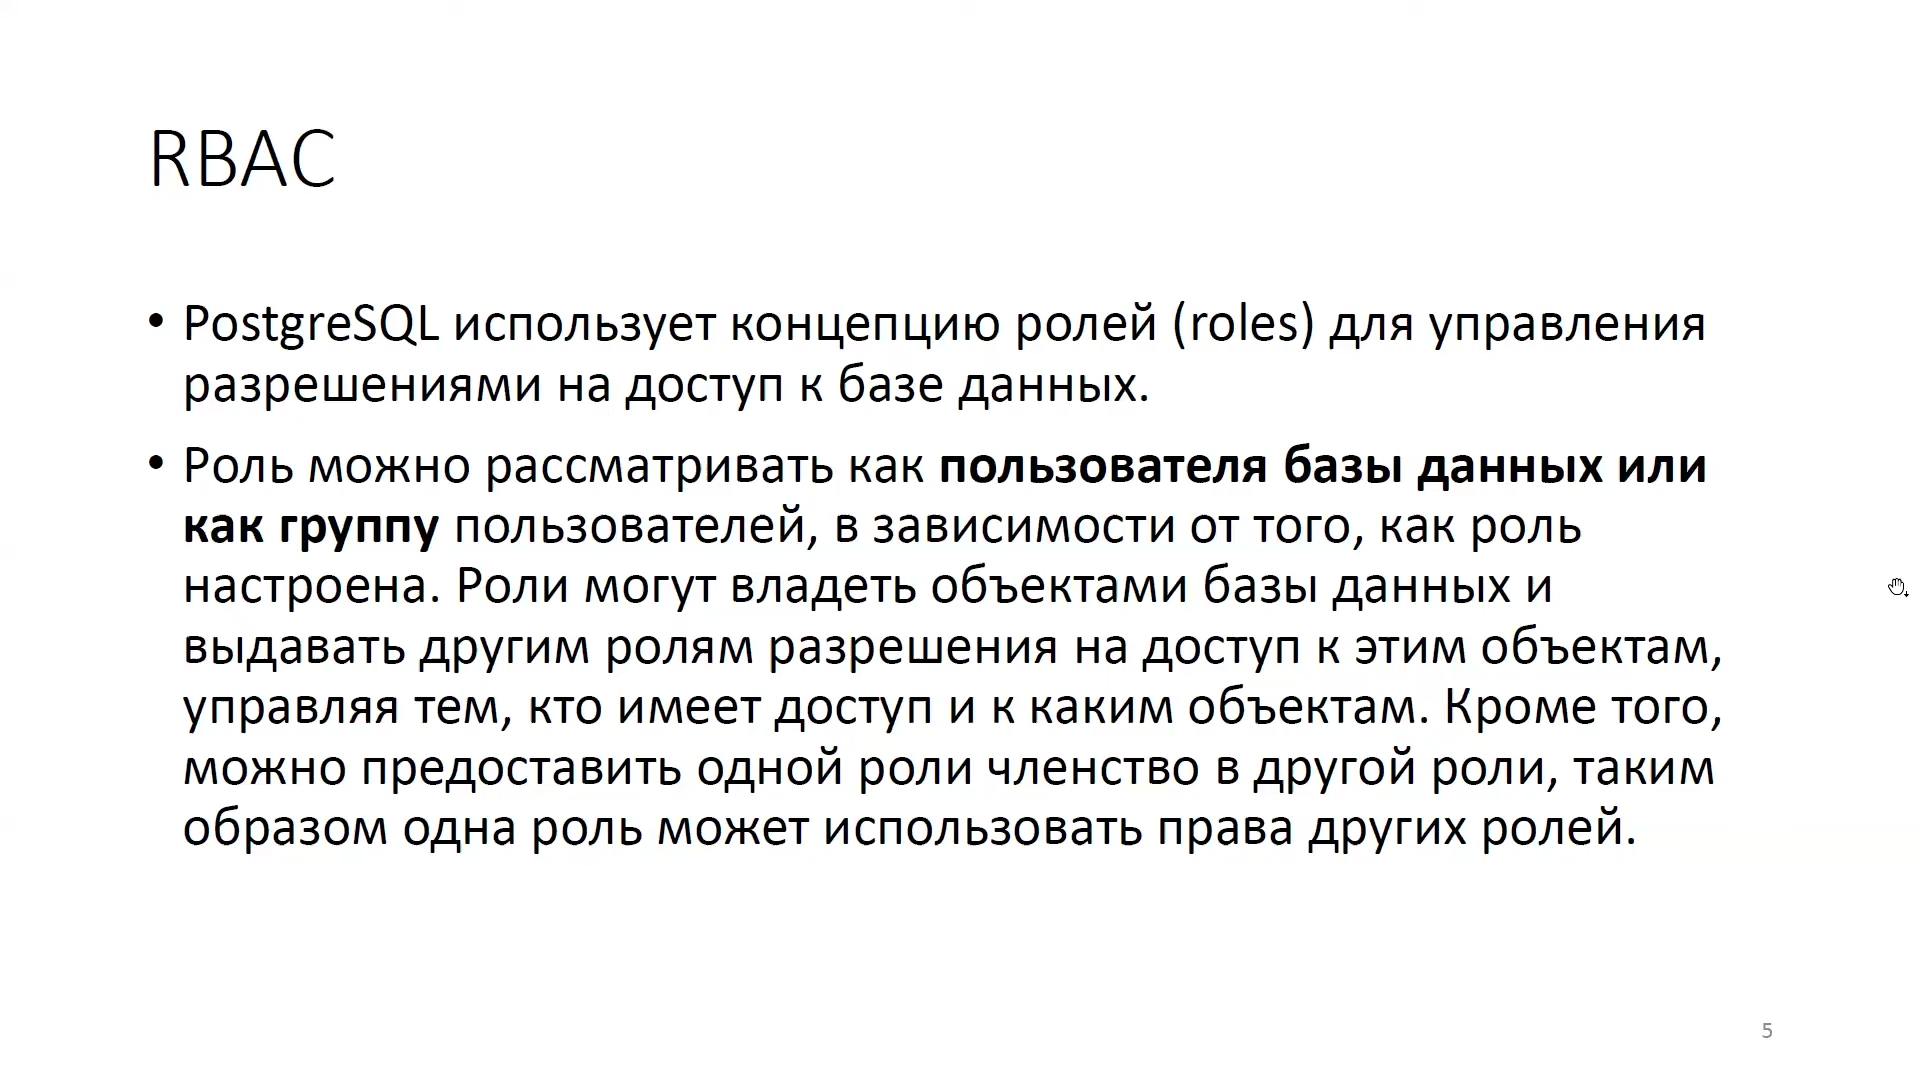 RBAC
• PostgreSQL использует концепцию ролей (roles) для управления
разрешениями на доступ к базе данных.
• Роль можно рассматривать как пользователя базы данных или
как группу пользователей, в зависимости от того, как роль
настроена. Роли могут владеть объектами базы данных и
выдавать другим ролям разрешения на доступ к этим объектам,
управляя тем, кто имеет доступ и к каким объектам. Кроме того,
можно предоставить одной роли членство в другой роли, таким
образом одна роль может использовать права других ролей.
5